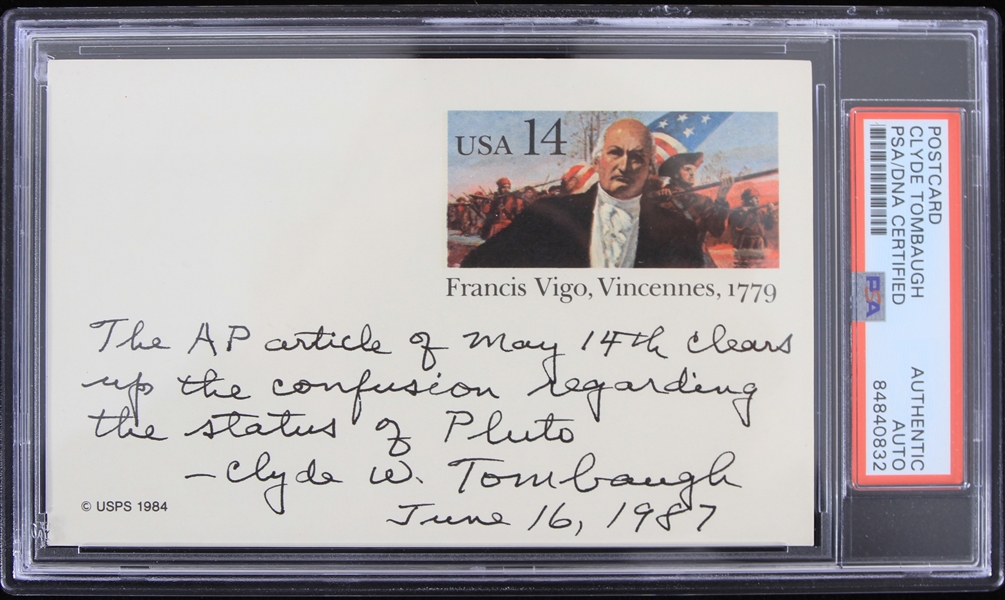 USA 14
Francis Vigo, Vincennes, 1779
The AP article of May 14th clears
up the confusion regarding
the status of Pluto
- Clyde W. Tombaugh
June 16, 1987
© USPS 1984
POSTCARD
CLYDE TOMBAUGH
PSA/DNA CERTIFIED
PSA
AUTHENTIC
AUTO
84840832